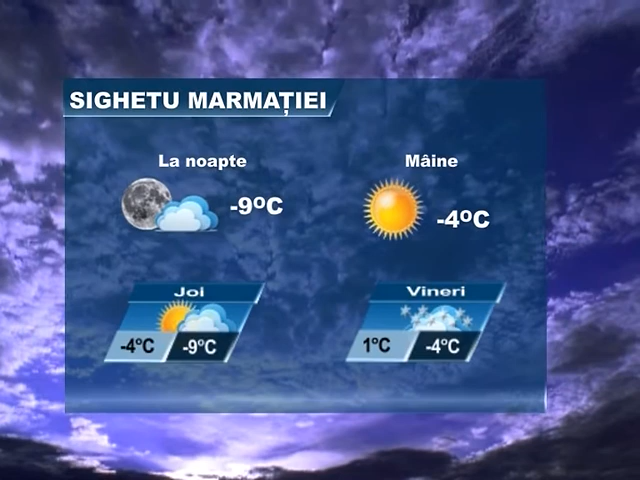 SIGHETU MARMAȚIEI
La noapte
Mâine
-9ºC
-4ºC
Joi
Vineri
-4ºC
-9ºC
1ºC
-4ºC